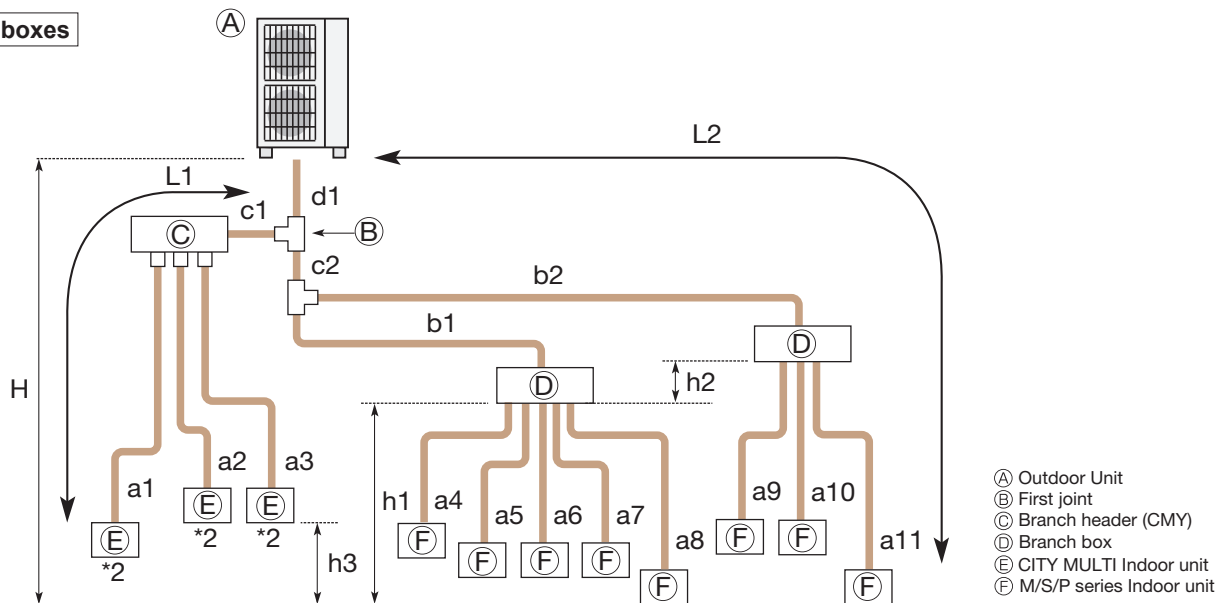 boxes
Ⓐ
L2
L1
c1
d1
Ⓒ
Ⓑ
c2
b2
b1
Ⓓ
Ⓓ
h2
H
a1
a2
a3
h1
a4
a5
a6
a7
a8
a9
a10
a11
Ⓔ
Ⓔ
Ⓔ
*2
*2
*2
h3
Ⓕ
Ⓕ
Ⓕ
Ⓕ
Ⓕ
Ⓕ
Ⓕ
Ⓕ
Ⓐ Outdoor Unit
Ⓑ First joint
Ⓒ Branch header (CMY)
Ⓓ Branch box
Ⓔ CITY MULTI Indoor unit
Ⓕ M/S/P series Indoor unit